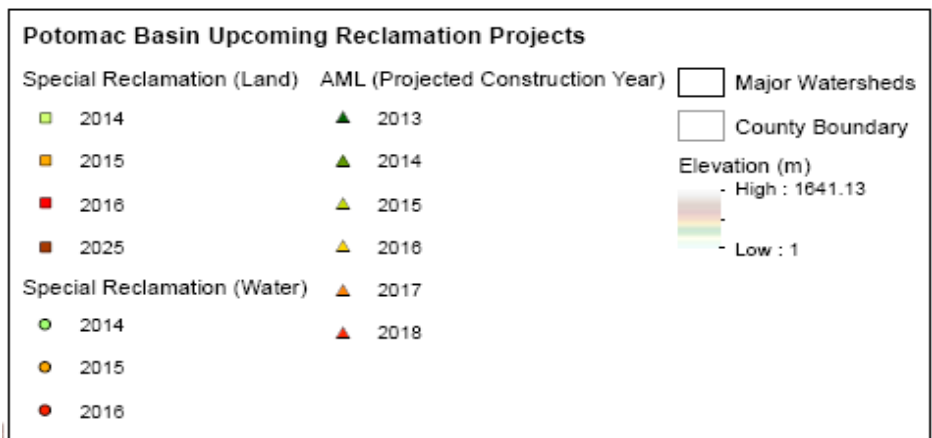 Potomac Basin Upcoming Reclamation Projects
Special Reclamation (Land)
2014
2015
2016
2025
Special Reclamation (Water)
2014
2015
2016
AML (Projected Construction Year)
2013
2014
2015
2016
2017
2018
Major Watersheds
County Boundary
Elevation (m)
High : 1641.13
Low : 1